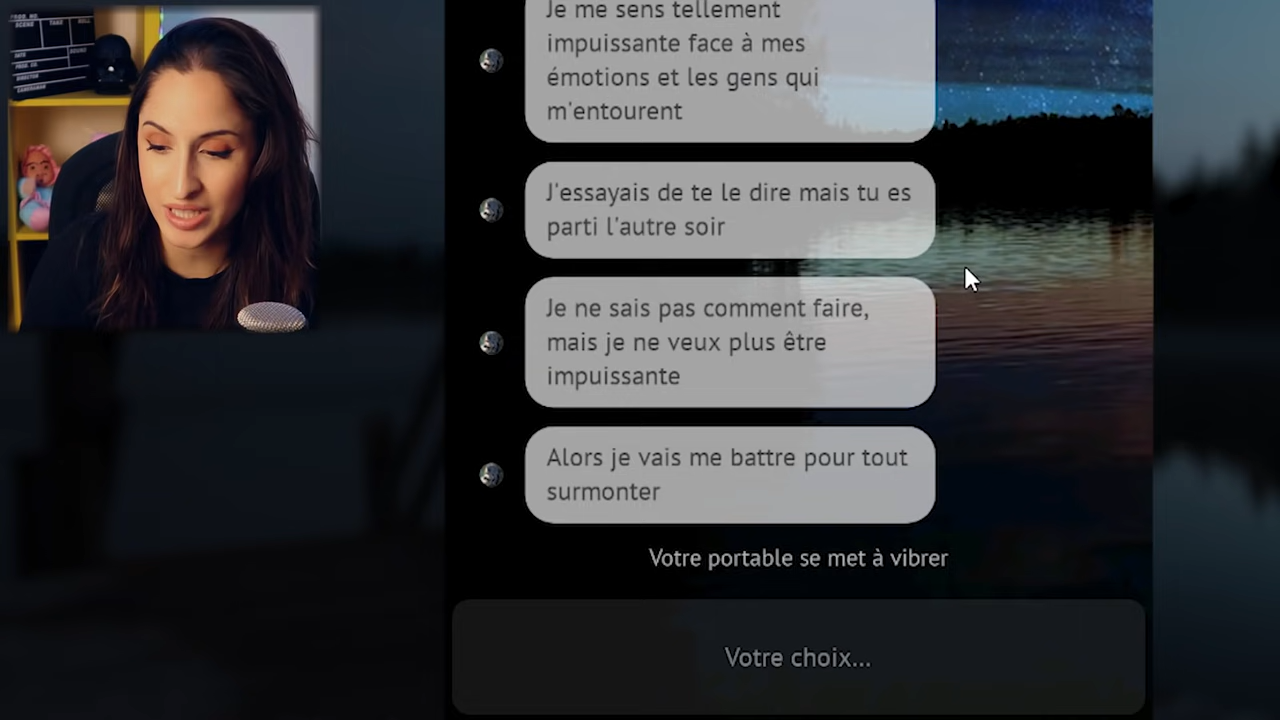 Je me sens tellement
impuissante face à mes
émotions et les gens qui
m'entourent
J'essayais de te le dire mais tu es
parti l'autre soir
Je ne sais pas comment faire,
mais je ne veux plus être
impuissante
Alors je vais me battre pour tout
surmonter
Votre portable se met à vibrer
Votre choix...